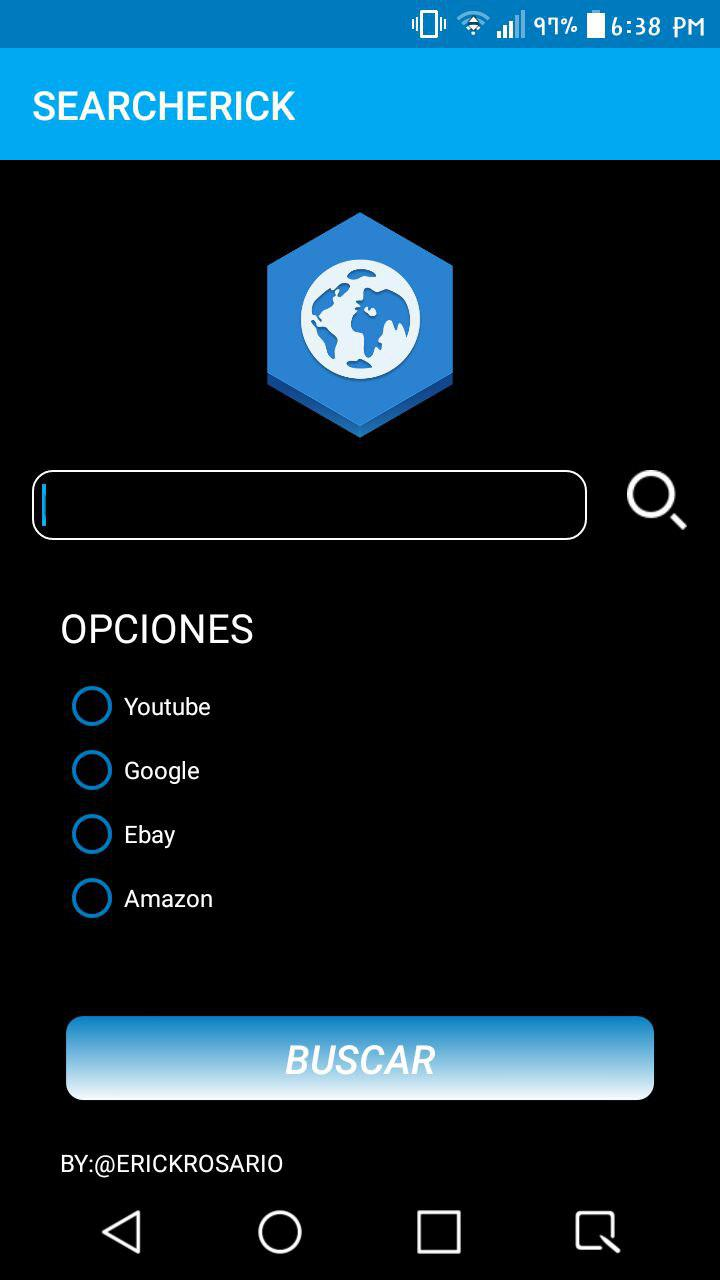 97% 6:38 PM
SEARCHERICK
OPCIONES
Youtube
Google
Ebay
Amazon
BUSCAR
BY:@ERICKROSARIO